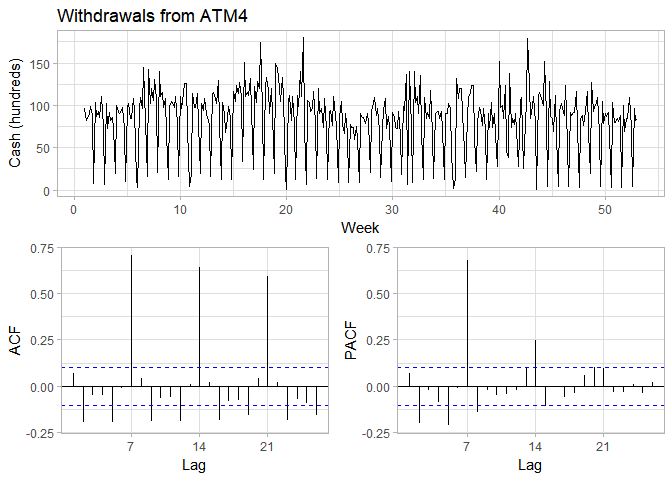 Withdrawals from ATM4
Cash (hundreds)
150
100
50
0
0 10 20 30 40 50
Week
ACF
0.75
0.50
0.25
0.00
-0.25
7 14 21
Lag
PACF
0.75
0.50
0.25
0.00
-0.25
7 14 21
Lag